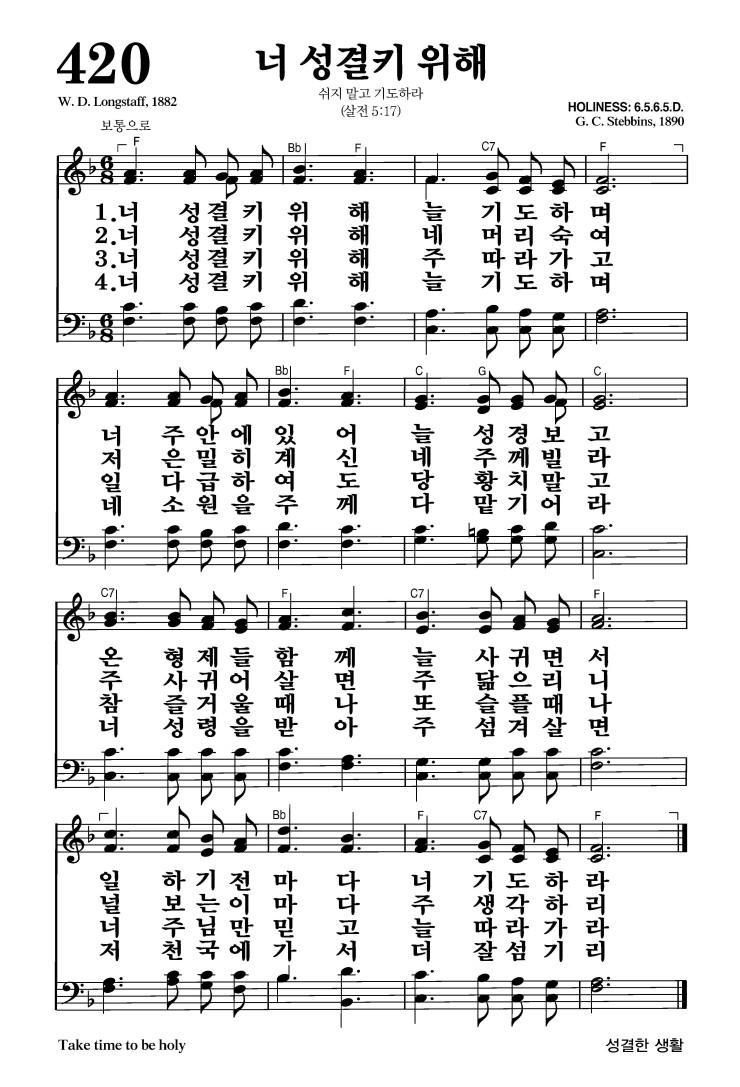 420
너 성결키 위해
W. D. Longstaff, 1882
쉬지 말고 기도하라
(살전 5:17)
HOLINESS: 6.5.6.5.D.
G. C. Stebbins, 1890
보통으로
F Bb F C7 F
1.너 성결키 위해 늘 기도하며
2.너 성결키 위해 네 머리숙여
3.너 성결키 위해 주 따라가고
4.너 성결키 위해 늘 기도하며
Bb F C G C
너 주안에 있어 늘 성경보고
저 은밀히 계신 네 주께빌라
일 다급하여도 당황치말고
네 소원을주께 다 맡기어라
C7 F C7 F
온 형제들함께 늘 사귀면서
주 사귀어살면 주 닮으리니
참 즐거울때나 또 슬플때나
너 성령을받아 주 섬겨살면
Bb F C7 F
일 하기전마다 너 기도하라
널 보는이마다 주 생각하리
너 주님만믿고 늘 따라가라
저 천국에가서 더 잘섬기리
Take time to be holy
성결한 생활